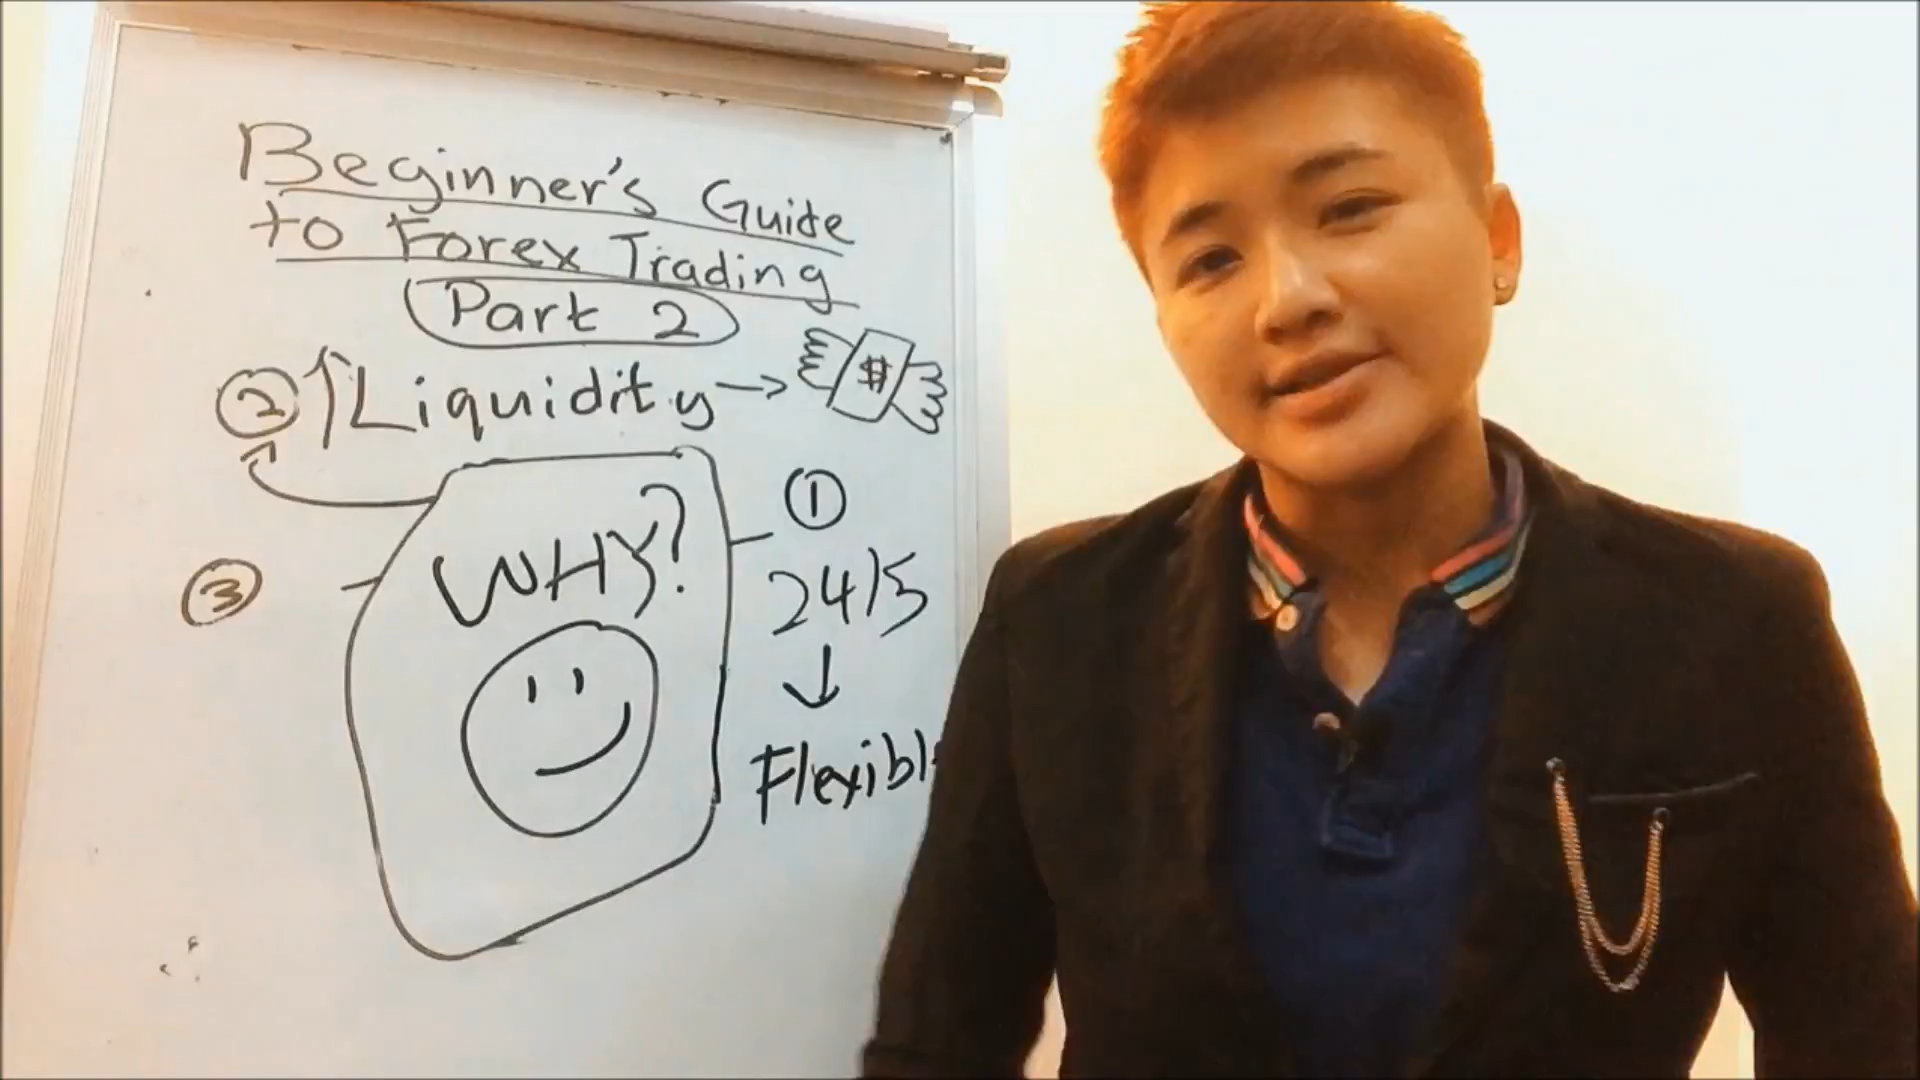 Beginner's Guide
to Forex Trading
Part 2
② ↑ Liquidity → $
WHY?
①
24/5
↓
Flexibl
③